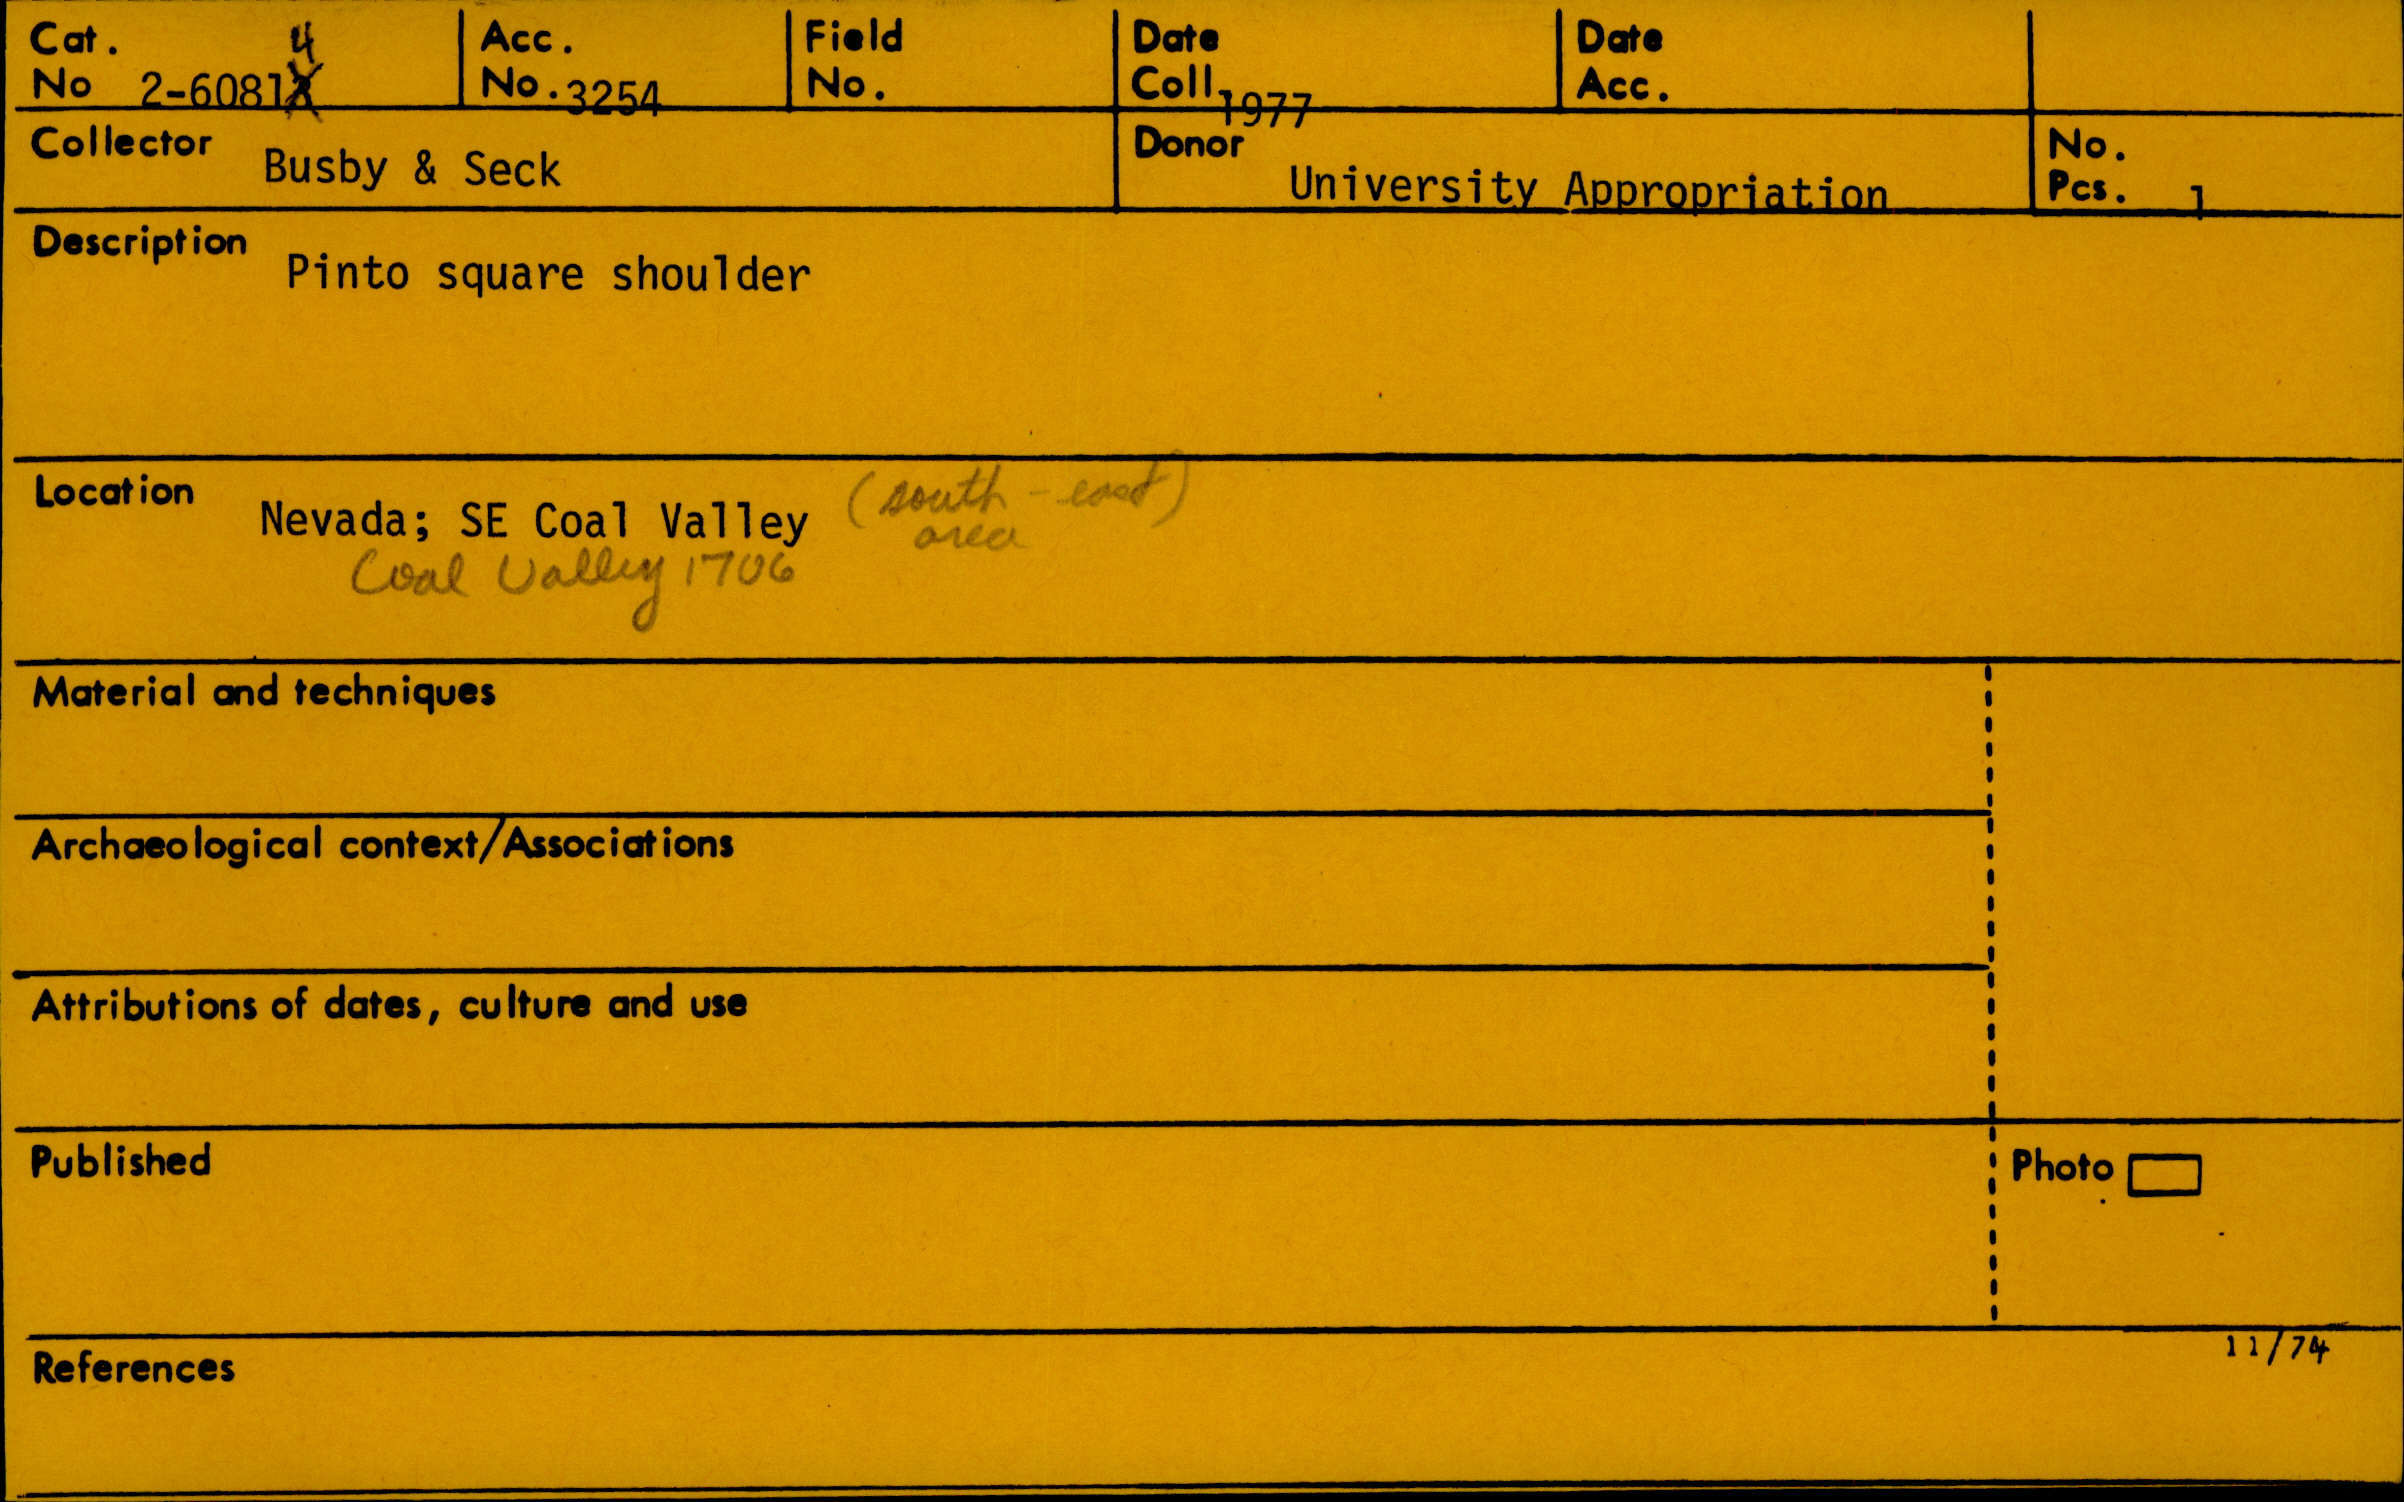 Cat. No 2-60814
Acc. No. 3254
Field No.
Date Coll. 1977
Date Acc.
Collector Busby & Seck
Donor University Appropriation
No. Pcs. 1
Description Pinto square shoulder
Location Nevada; SE Coal Valley (south-east area)
Coal Valley 1706
Material and techniques
Archaeological context/Associations
Attributions of dates, culture and use
Published
Photo
11/74
References